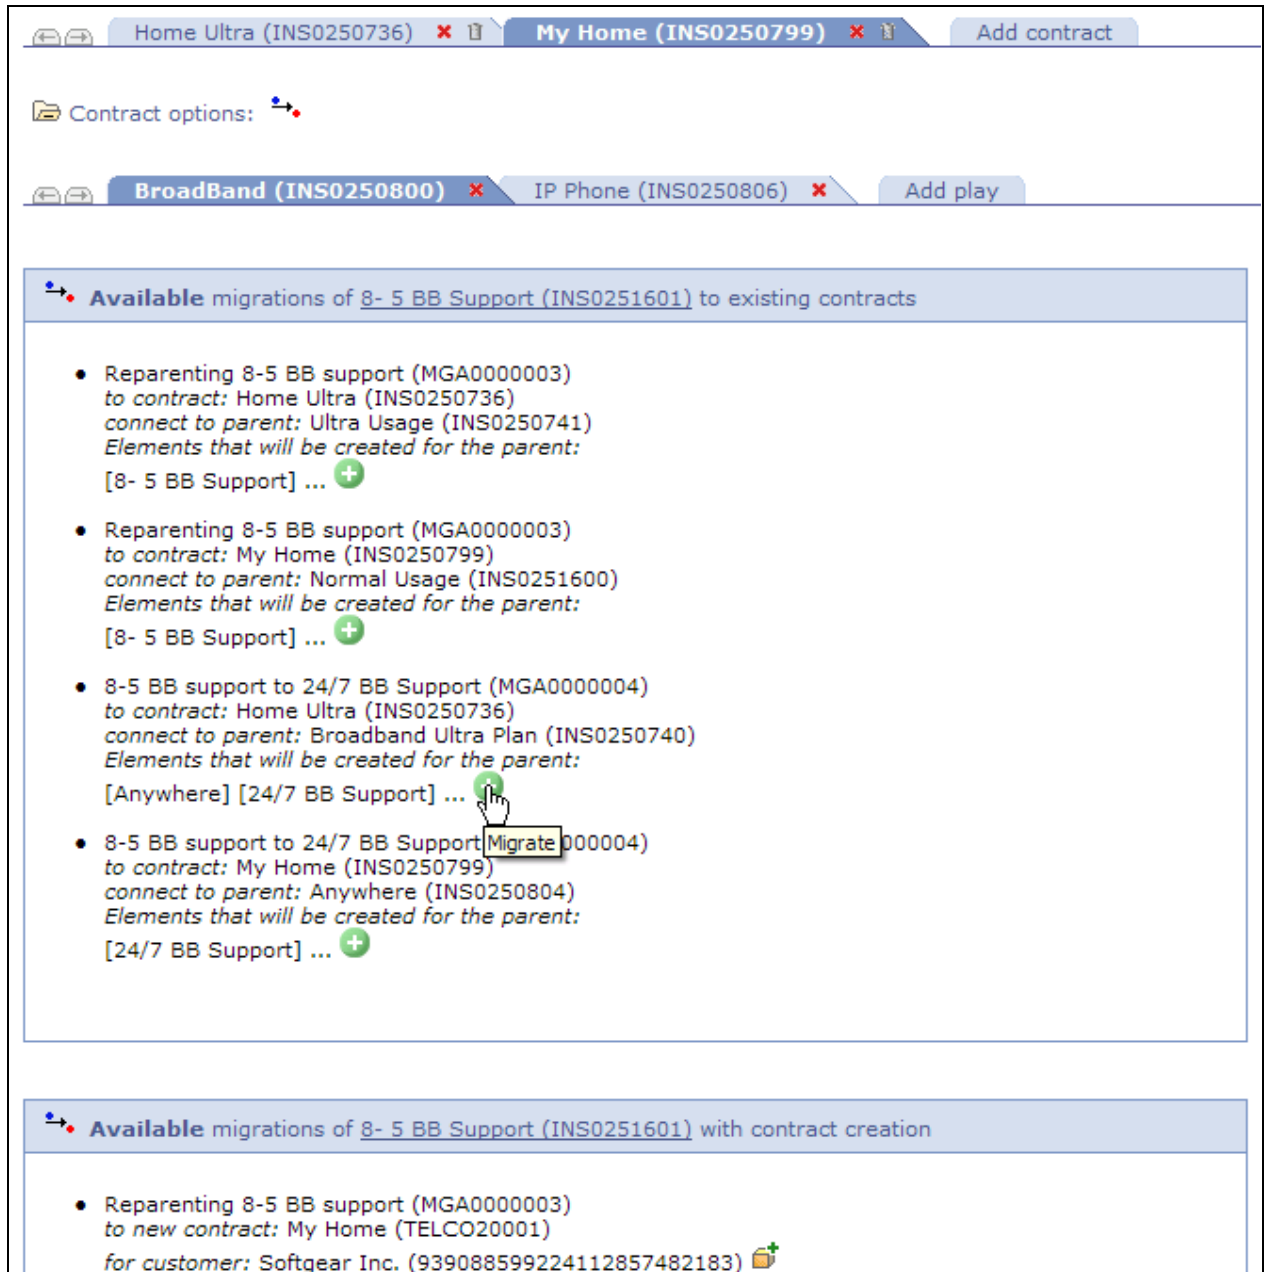 Home Ultra (INS0250736) My Home (INS0250799) Add contract
Contract options:
BroadBand (INS0250800) IP Phone (INS0250806) Add play
Available migrations of 8- 5 BB Support (INS0251601) to existing contracts
Reparenting 8-5 BB support (MGA0000003)
to contract: Home Ultra (INS0250736)
connect to parent: Ultra Usage (INS0250741)
Elements that will be created for the parent:
[8- 5 BB Support] ...
Reparenting 8-5 BB support (MGA0000003)
to contract: My Home (INS0250799)
connect to parent: Normal Usage (INS0251600)
Elements that will be created for the parent:
[8- 5 BB Support] ...
8-5 BB support to 24/7 BB Support (MGA0000004)
to contract: Home Ultra (INS0250736)
connect to parent: Broadband Ultra Plan (INS0250740)
Elements that will be created for the parent:
[Anywhere] [24/7 BB Support] ...
8-5 BB support to 24/7 BB Support Migrate 000004)
to contract: My Home (INS0250799)
connect to parent: Anywhere (INS0250804)
Elements that will be created for the parent:
[24/7 BB Support] ...
Available migrations of 8- 5 BB Support (INS0251601) with contract creation
Reparenting 8-5 BB support (MGA0000003)
to new contract: My Home (TELCO20001)
for customer: Softgear Inc. (939088599224112857482183)